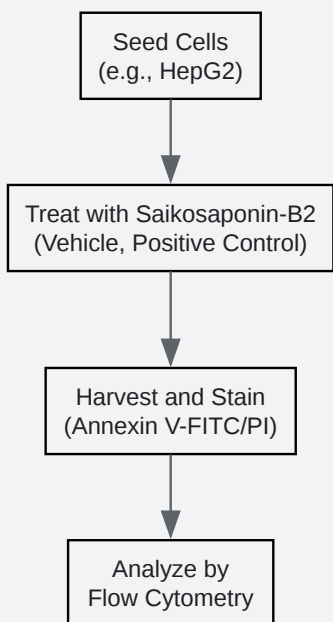 Seed Cells
(e.g., HepG2)
Treat with Saikosaponin-B2
(Vehicle, Positive Control)
Harvest and Stain
(Annexin V-FITC/PI)
Analyze by
Flow Cytometry